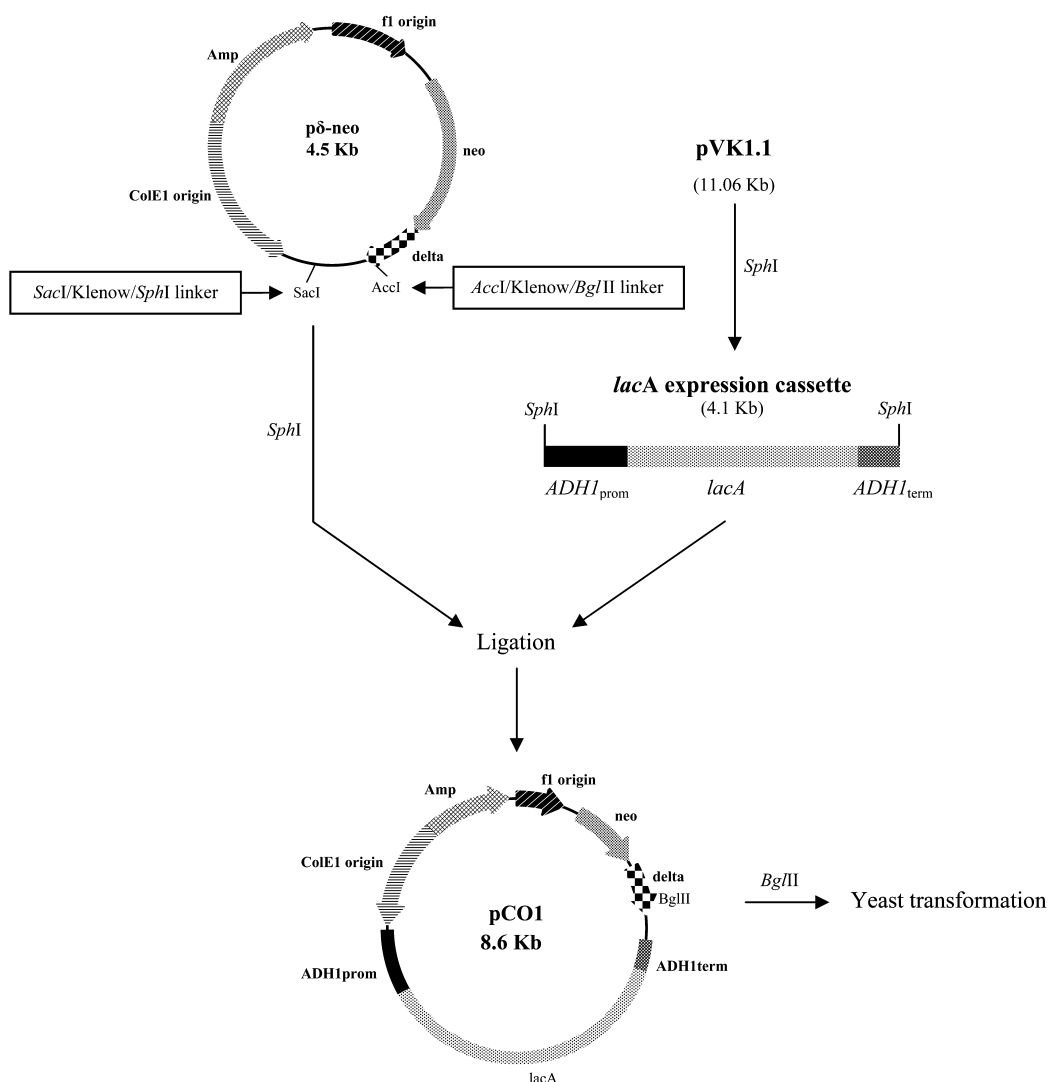 f1 origin
Amp
pδ-neo
4.5 Kb
neo
ColE1 origin
delta
SacI
AccI
SacI/Klenow/SphI linker
AccI/Klenow/BglII linker
pVK1.1
(11.06 Kb)
SphI
lacA expression cassette
(4.1 Kb)
SphI
SphI
ADH1prom
lacA
ADH1term
SphI
Ligation
f1 origin
Amp
neo
ColE1 origin
delta
BglII
pCO1
8.6 Kb
ADH1prom
ADH1term
lacA
BglII
Yeast transformation